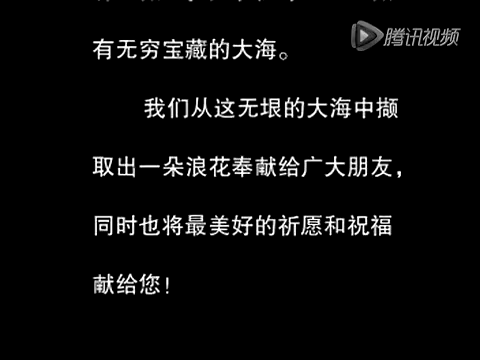 腾讯视频
有无穷宝藏的大海。
我们从这无垠的大海中撷
取出一朵浪花奉献给广大朋友，
同时也将最美好的祈愿和祝福
献给您！